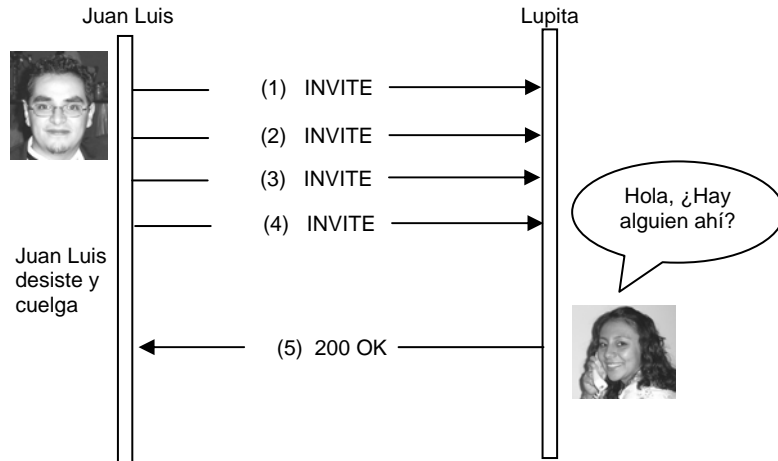 Juan Luis
Lupita
(1) INVITE
(2) INVITE
(3) INVITE
(4) INVITE
Hola, ¿Hay
alguien ahí?
Juan Luis
desiste y
cuelga
(5) 200 OK